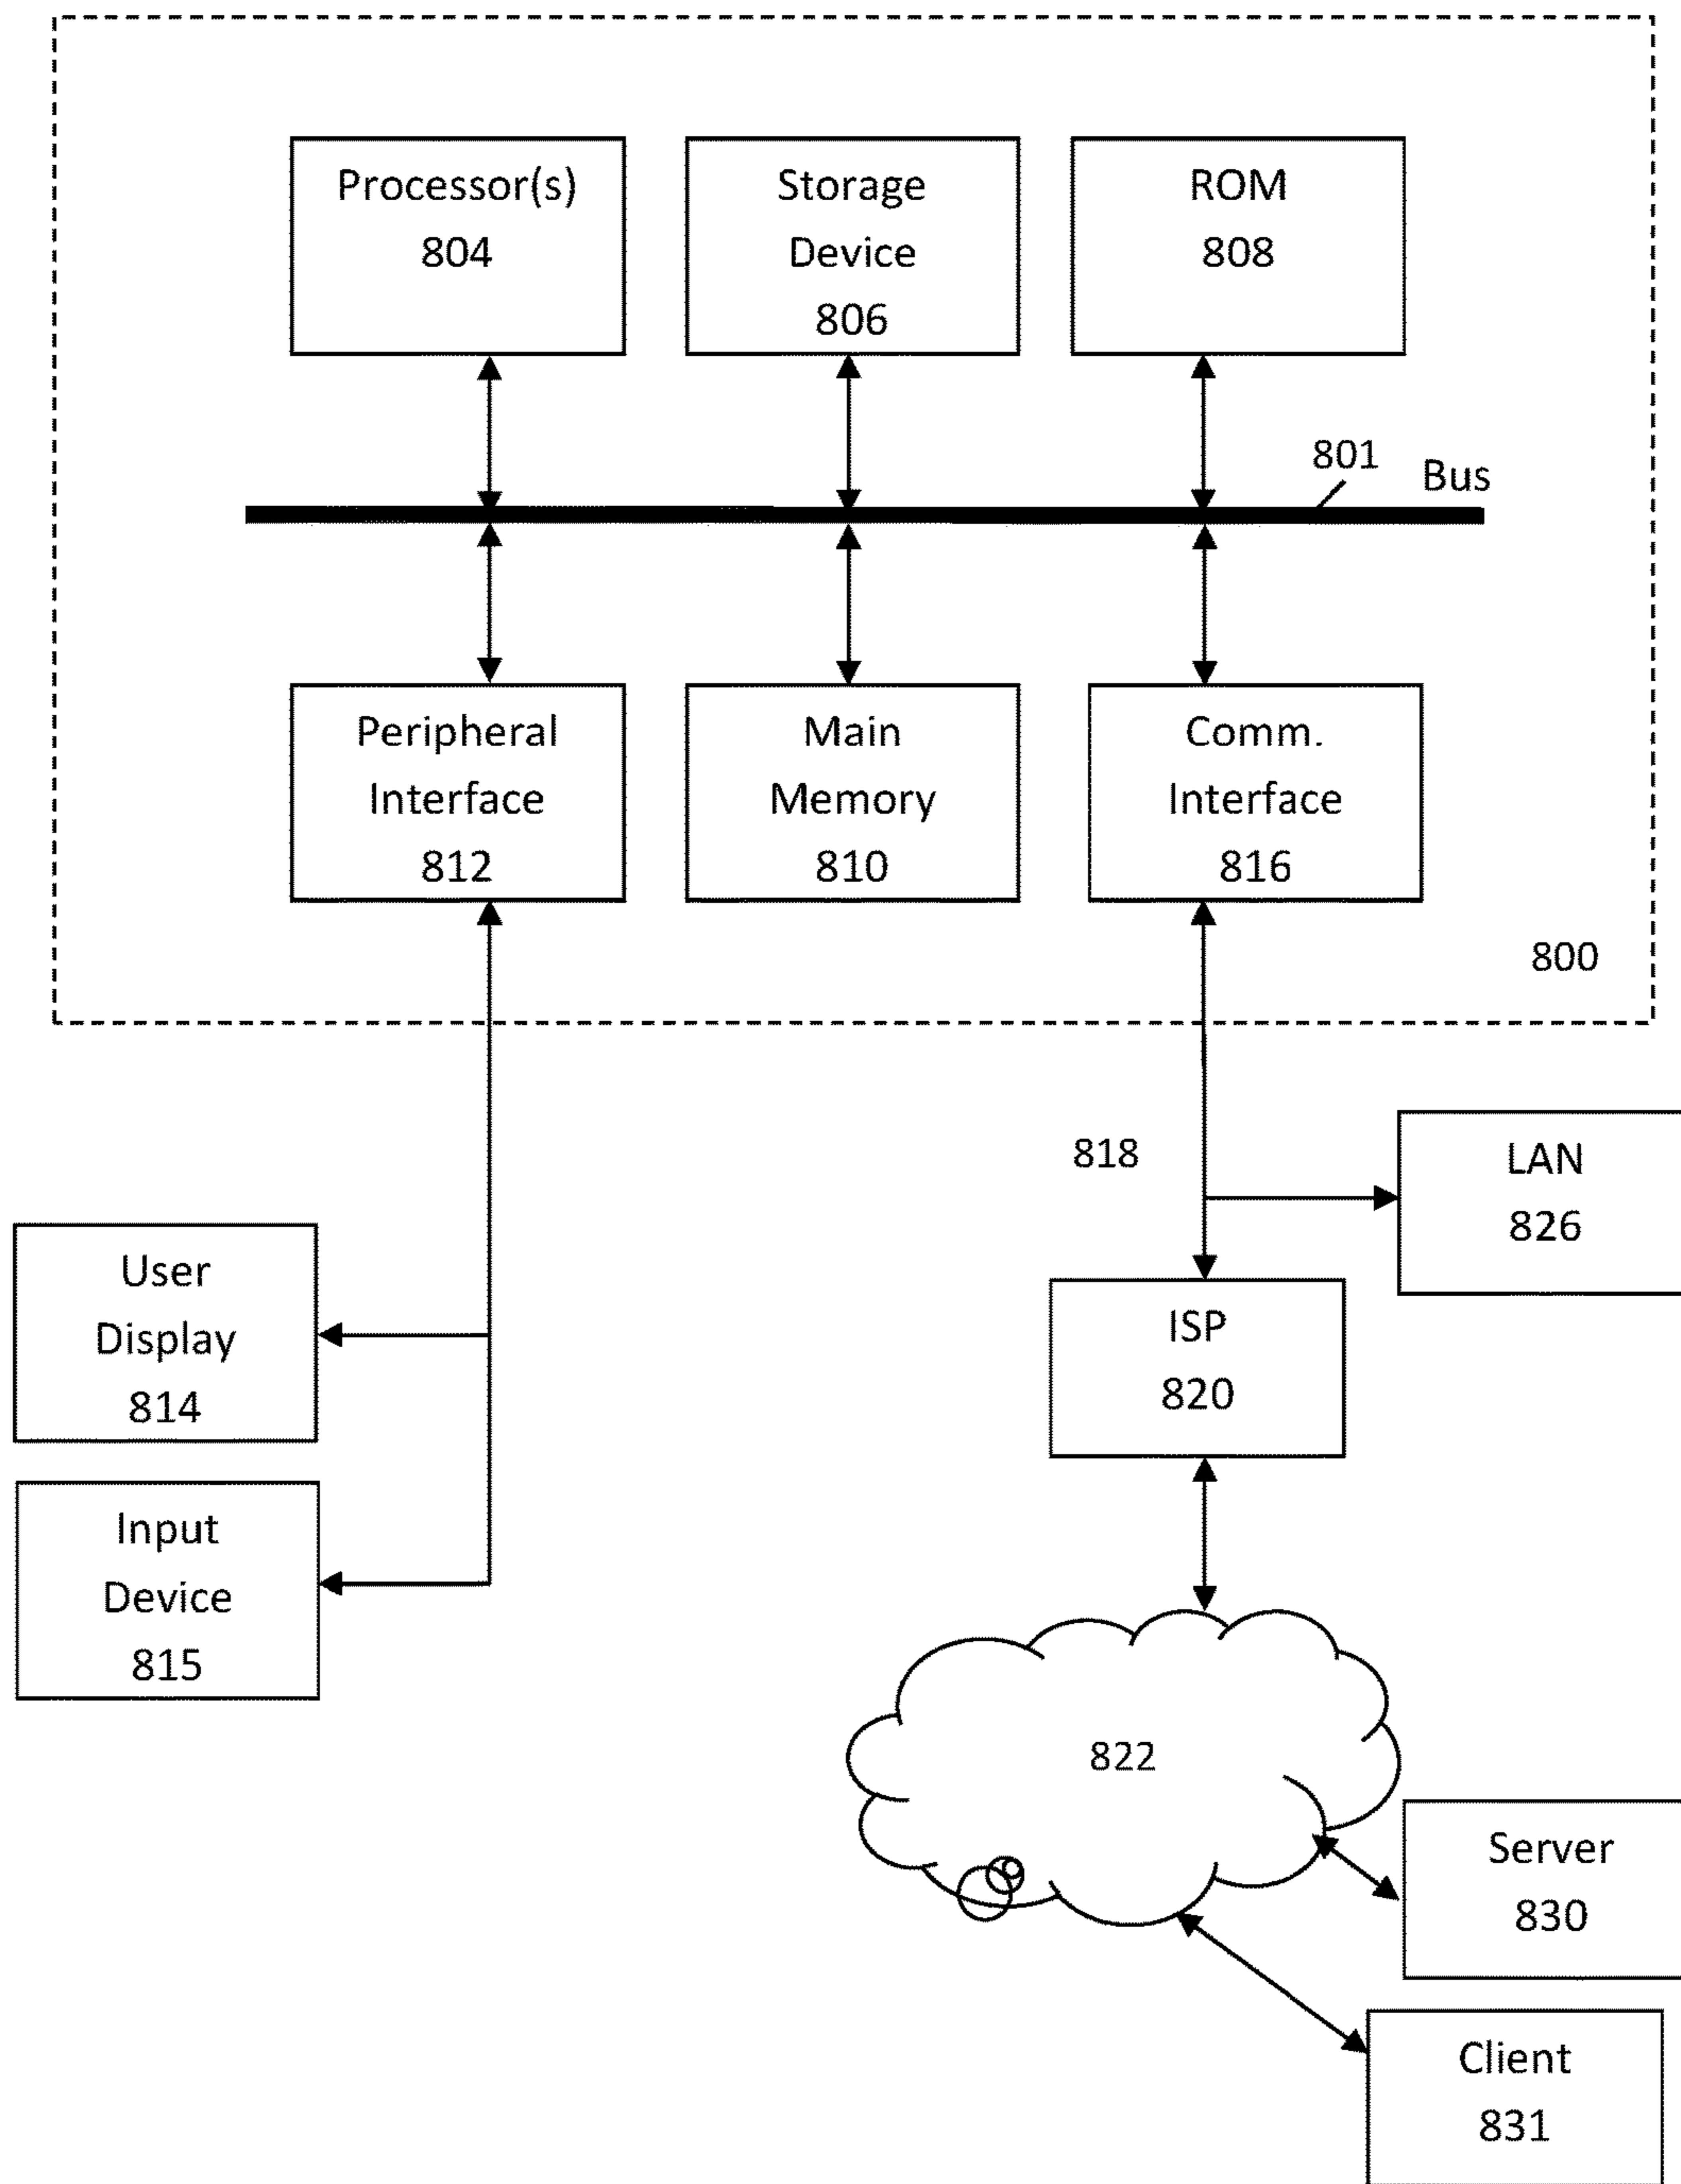 Processor(s)
804
Storage
Device
806
ROM
808
801
Bus
Peripheral
Interface
812
Main
Memory
810
Comm.
Interface
816
800
818
LAN
826
User
Display
814
ISP
820
Input
Device
815
822
Server
830
Client
831